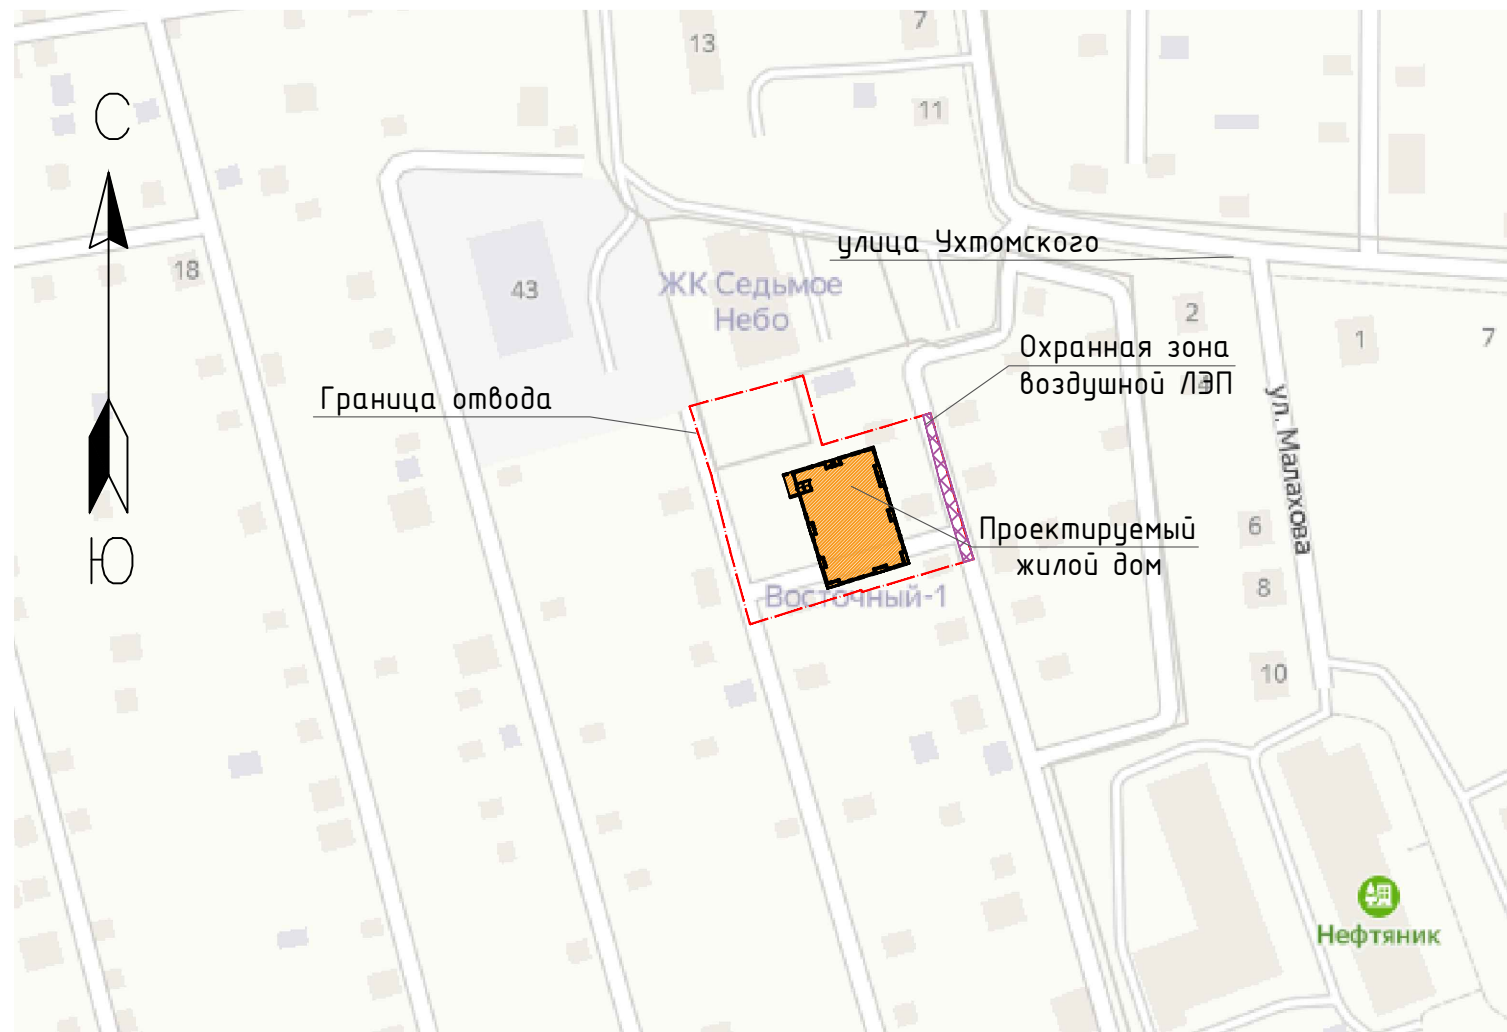 7
13
11
С
улица Ухтомского
18
43
ЖК Седьмое
Небо
2
1
7
Охранная зона
воздушной ЛЭП
4
Граница отвода
ул. Малахова
6
Проектируемый
жилой дом
Ю
8
Восточный-1
10
Нефтяник